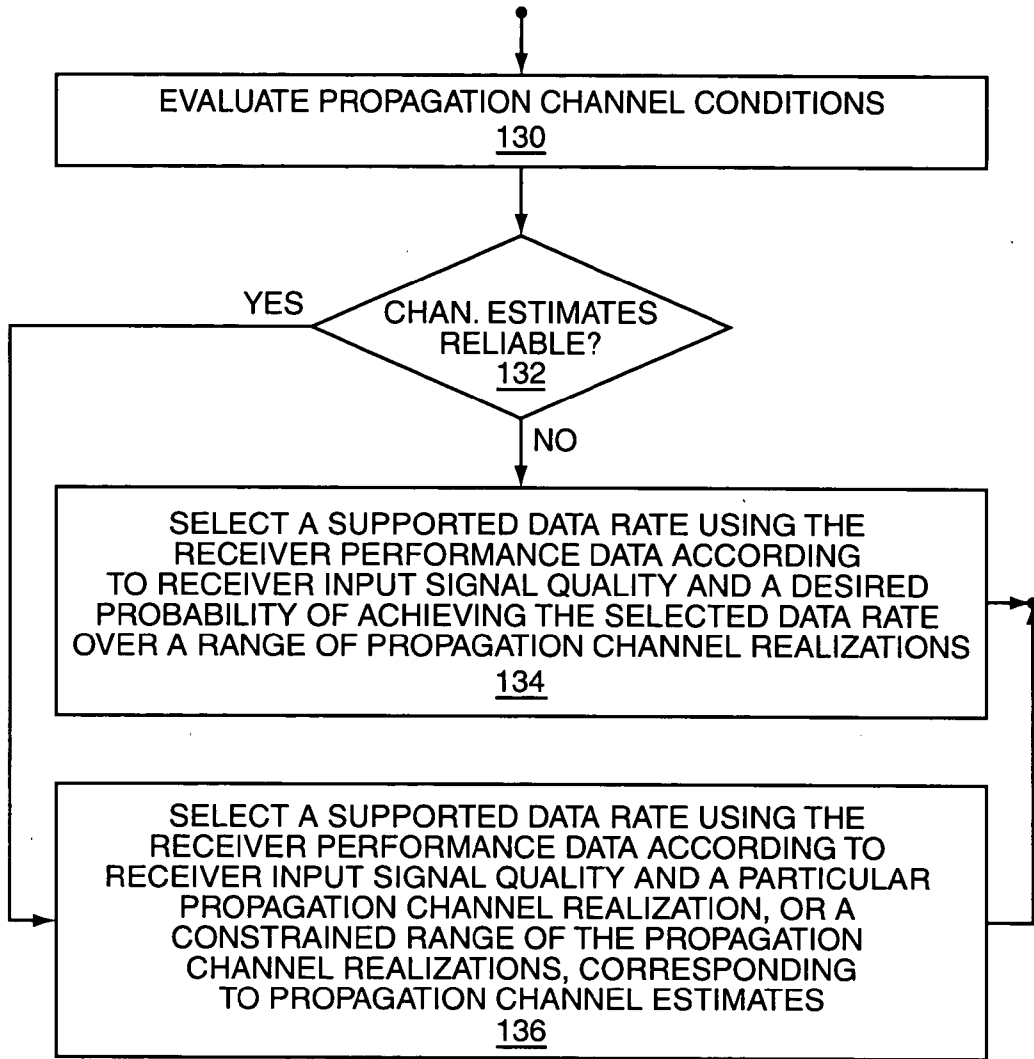 EVALUATE PROPAGATION CHANNEL CONDITIONS
130
YES
CHAN. ESTIMATES
RELIABLE?
132
NO
SELECT A SUPPORTED DATA RATE USING THE
RECEIVER PERFORMANCE DATA ACCORDING
TO RECEIVER INPUT SIGNAL QUALITY AND A DESIRED
PROBABILITY OF ACHIEVING THE SELECTED DATA RATE
OVER A RANGE OF PROPAGATION CHANNEL REALIZATIONS
134
SELECT A SUPPORTED DATA RATE USING THE
RECEIVER PERFORMANCE DATA ACCORDING TO
RECEIVER INPUT SIGNAL QUALITY AND A PARTICULAR
PROPAGATION CHANNEL REALIZATION, OR A
CONSTRAINED RANGE OF THE PROPAGATION
CHANNEL REALIZATIONS, CORRESPONDING
TO PROPAGATION CHANNEL ESTIMATES
136